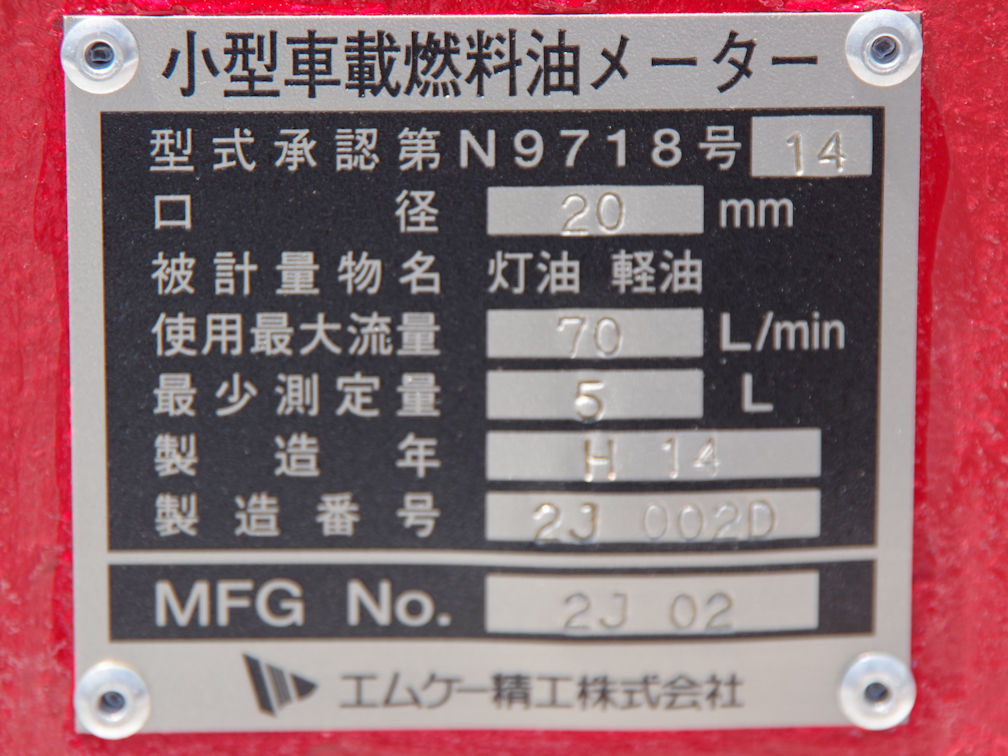 小型車載燃料油メーター
型式承認第N9718号 14
口径 20 mm
被計量物名 灯油 軽油
使用最大流量 70 L/min
最少測定量 5 L
製造年 H 14
製造番号 2J 002D
MFG No. 2J 02
エムケー精工株式会社